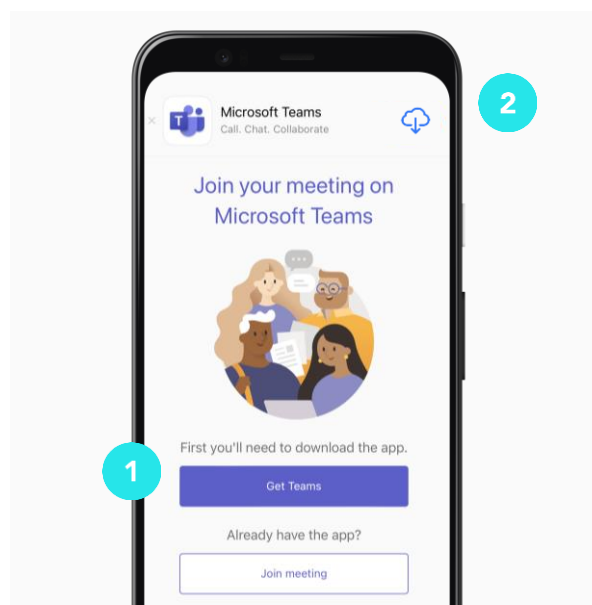 2
Microsoft Teams
Call. Chat. Collaborate
T
Join your meeting on
Microsoft Teams
First you'll need to download the app.
1
Get Teams
Already have the app?
Join meeting